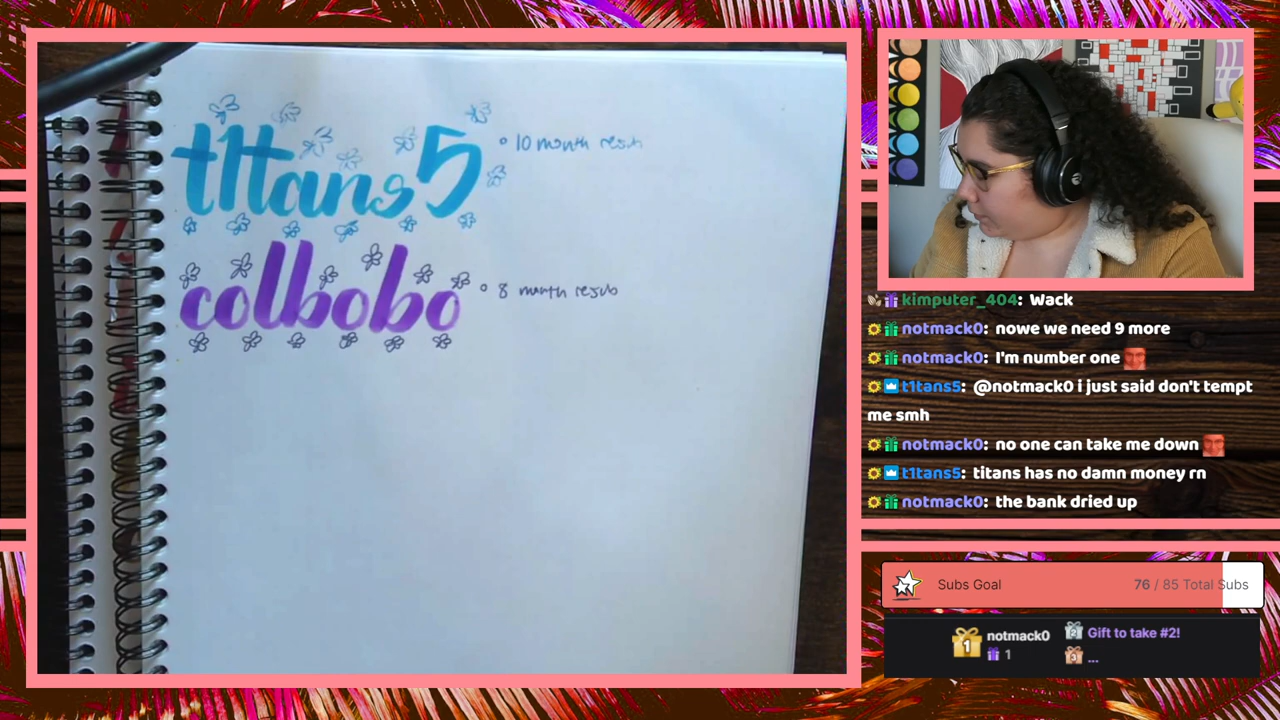 t1tans5
• 10 month resub
colbobo
• 8 month resub
kimputer_404: Wack
notmack0: nowe we need 9 more
notmack0: I'm number one
t1tans5: @notmack0 i just said don't tempt
me smh
notmack0: no one can take me down
t1tans5: titans has no damn money rn
notmack0: the bank dried up
Subs Goal 76 / 85 Total Subs
1 notmack0 2 Gift to take #2!
1 3 ...